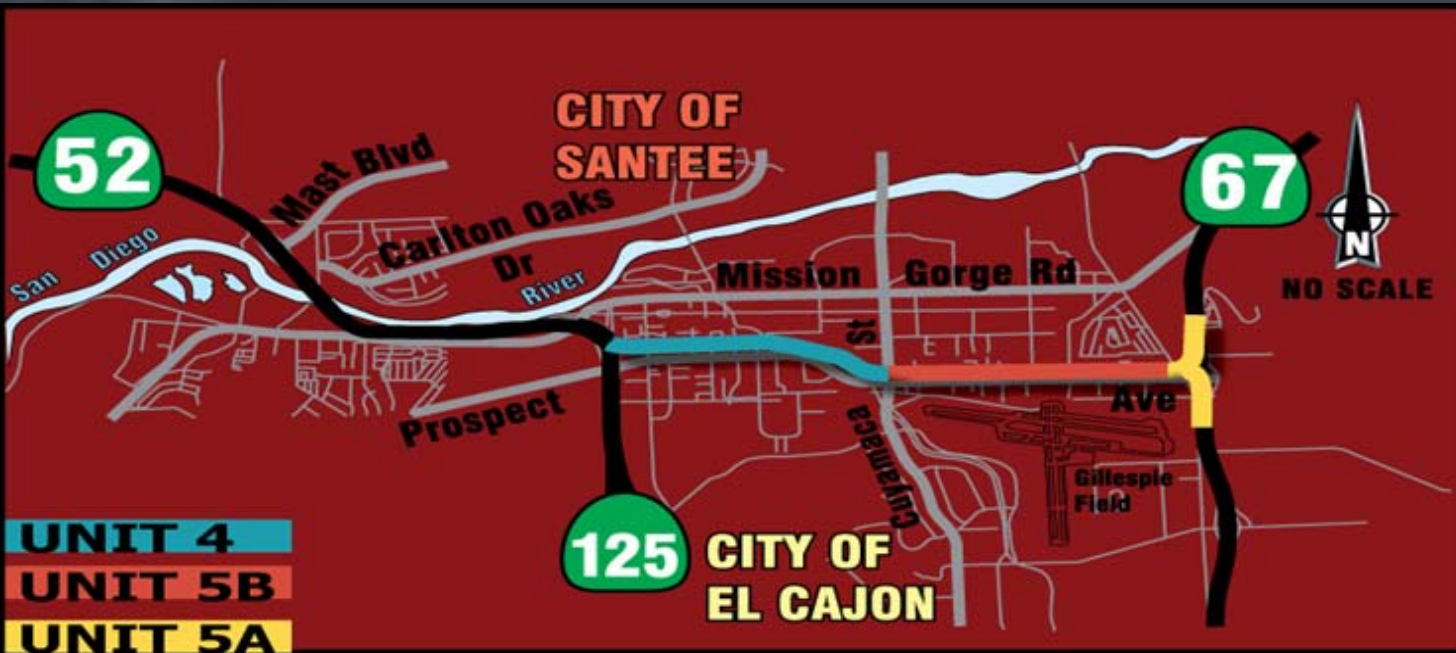 52
67
CITY OF
SANTEE
Mast Blvd
Carlton Oaks
Dr
San Diego
River
Mission Gorge Rd
N
NO SCALE
St
Prospect
Ave
Cuyamaca
Gillespie
Field
125
CITY OF
EL CAJON
UNIT 4
UNIT 5B
UNIT 5A